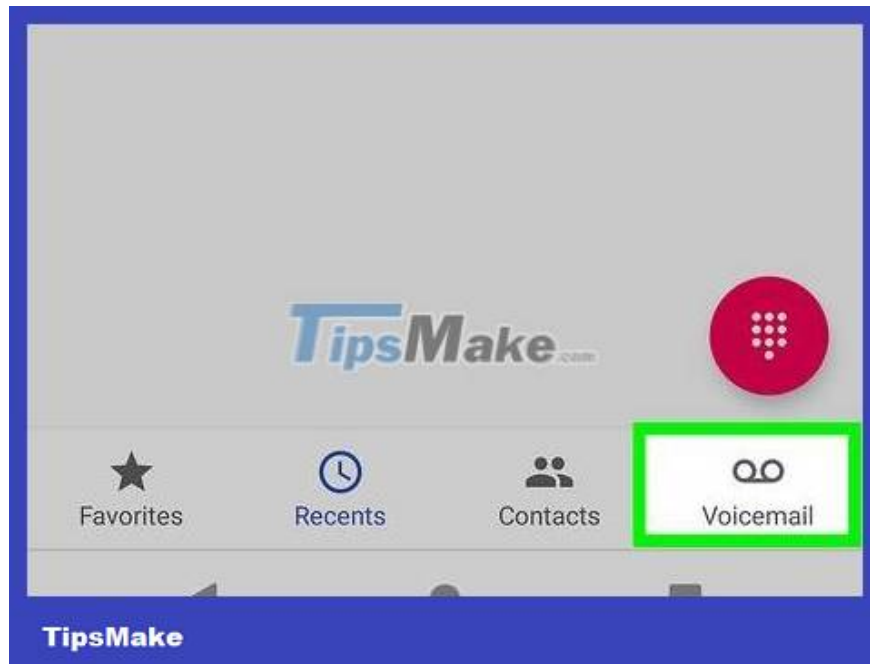 TipsMake.com
Favorites
Recents
Contacts
Voicemail
TipsMake